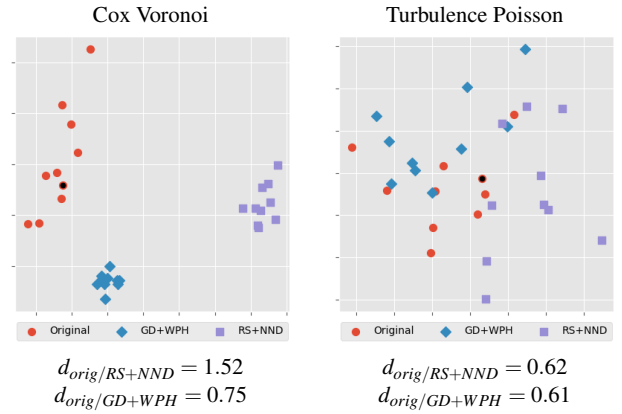 Cox Voronoi
Original GD+WPH RS+NND
d_{orig/RS+NND} = 1.52
d_{orig/GD+WPH} = 0.75
Turbulence Poisson
Original GD+WPH RS+NND
d_{orig/RS+NND} = 0.62
d_{orig/GD+WPH} = 0.61